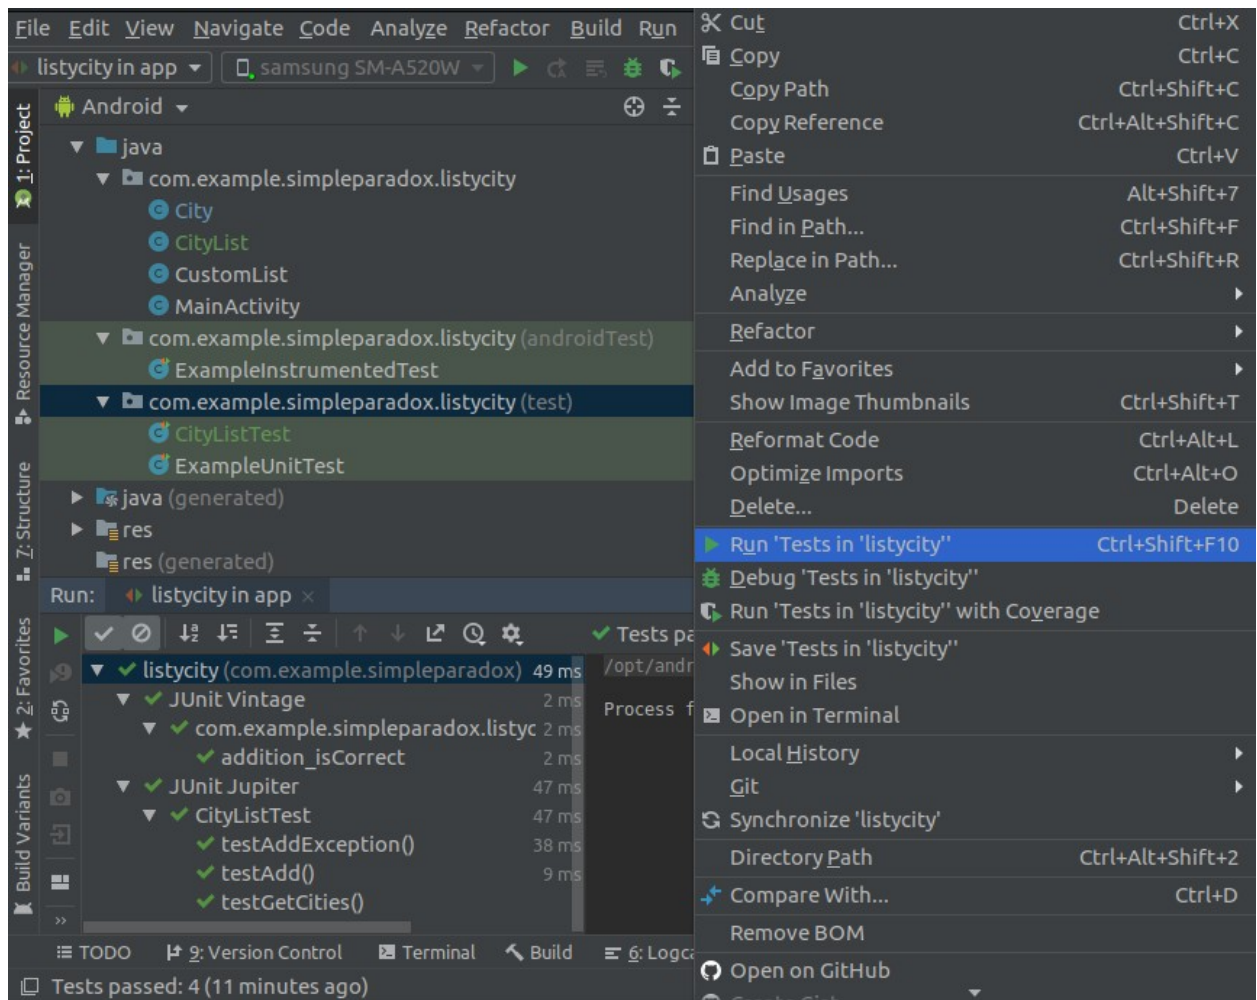 File Edit View Navigate Code Analyze Refactor Build Run
listycity in app samsung SM-A520W
Android
1: Project
Resource Manager
7: Structure
2: Favorites
Build Variants
java
com.example.simpleparadox.listycity
City
CityList
CustomList
MainActivity
com.example.simpleparadox.listycity (androidTest)
ExampleInstrumentedTest
com.example.simpleparadox.listycity (test)
CityListTest
ExampleUnitTest
java (generated)
res
res (generated)
Run: listycity in app
Tests pa
listycity (com.example.simpleparadox) 49 ms
/opt/andr
JUnit Vintage 2 ms
Process f
com.example.simpleparadox.listyc 2 ms
addition_isCorrect 2 ms
JUnit Jupiter 47 ms
CityListTest 47 ms
testAddException() 38 ms
testAdd() 9 ms
testGetCities()
TODO 9: Version Control Terminal Build 6: Logca
Tests passed: 4 (11 minutes ago)
Cut Ctrl+X
Copy Ctrl+C
Copy Path Ctrl+Shift+C
Copy Reference Ctrl+Alt+Shift+C
Paste Ctrl+V
Find Usages Alt+Shift+7
Find in Path... Ctrl+Shift+F
Replace in Path... Ctrl+Shift+R
Analyze
Refactor
Add to Favorites
Show Image Thumbnails Ctrl+Shift+T
Reformat Code Ctrl+Alt+L
Optimize Imports Ctrl+Alt+O
Delete... Delete
Run 'Tests in 'listycity'' Ctrl+Shift+F10
Debug 'Tests in 'listycity''
Run 'Tests in 'listycity'' with Coverage
Save 'Tests in 'listycity''
Show in Files
Open in Terminal
Local History
Git
Synchronize 'listycity'
Directory Path Ctrl+Alt+Shift+2
Compare With... Ctrl+D
Remove BOM
Open on GitHub